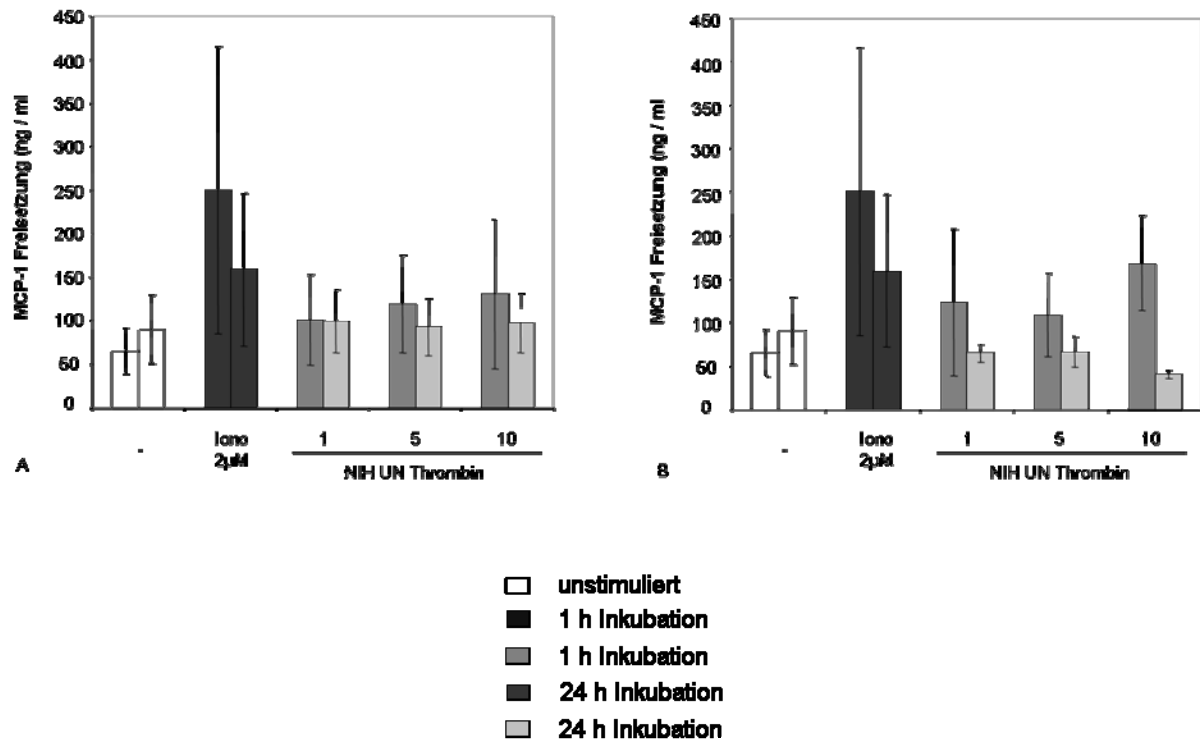 450
400
350
300
250
200
150
100
50
0
MCP-1 Freisetzung (ng / ml)
-
Iono
2µM
1
5
10
NIH UN Thrombin
A
450
400
350
300
250
200
150
100
50
0
MCP-1 Freisetzung (ng / ml)
-
Iono
2µM
1
5
10
NIH UN Thrombin
B
unstimuliert
1 h Inkubation
1 h Inkubation
24 h Inkubation
24 h Inkubation